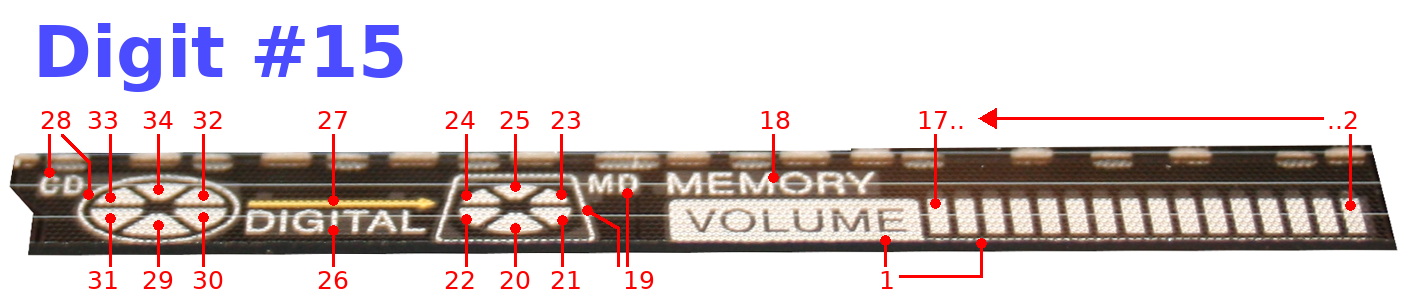 Digit #15
28 33 34 32 27 24 25 23 18 17.. ..2
CD MD MEMORY
DIGITAL VOLUME
31 29 30 26 22 20 21 19 1